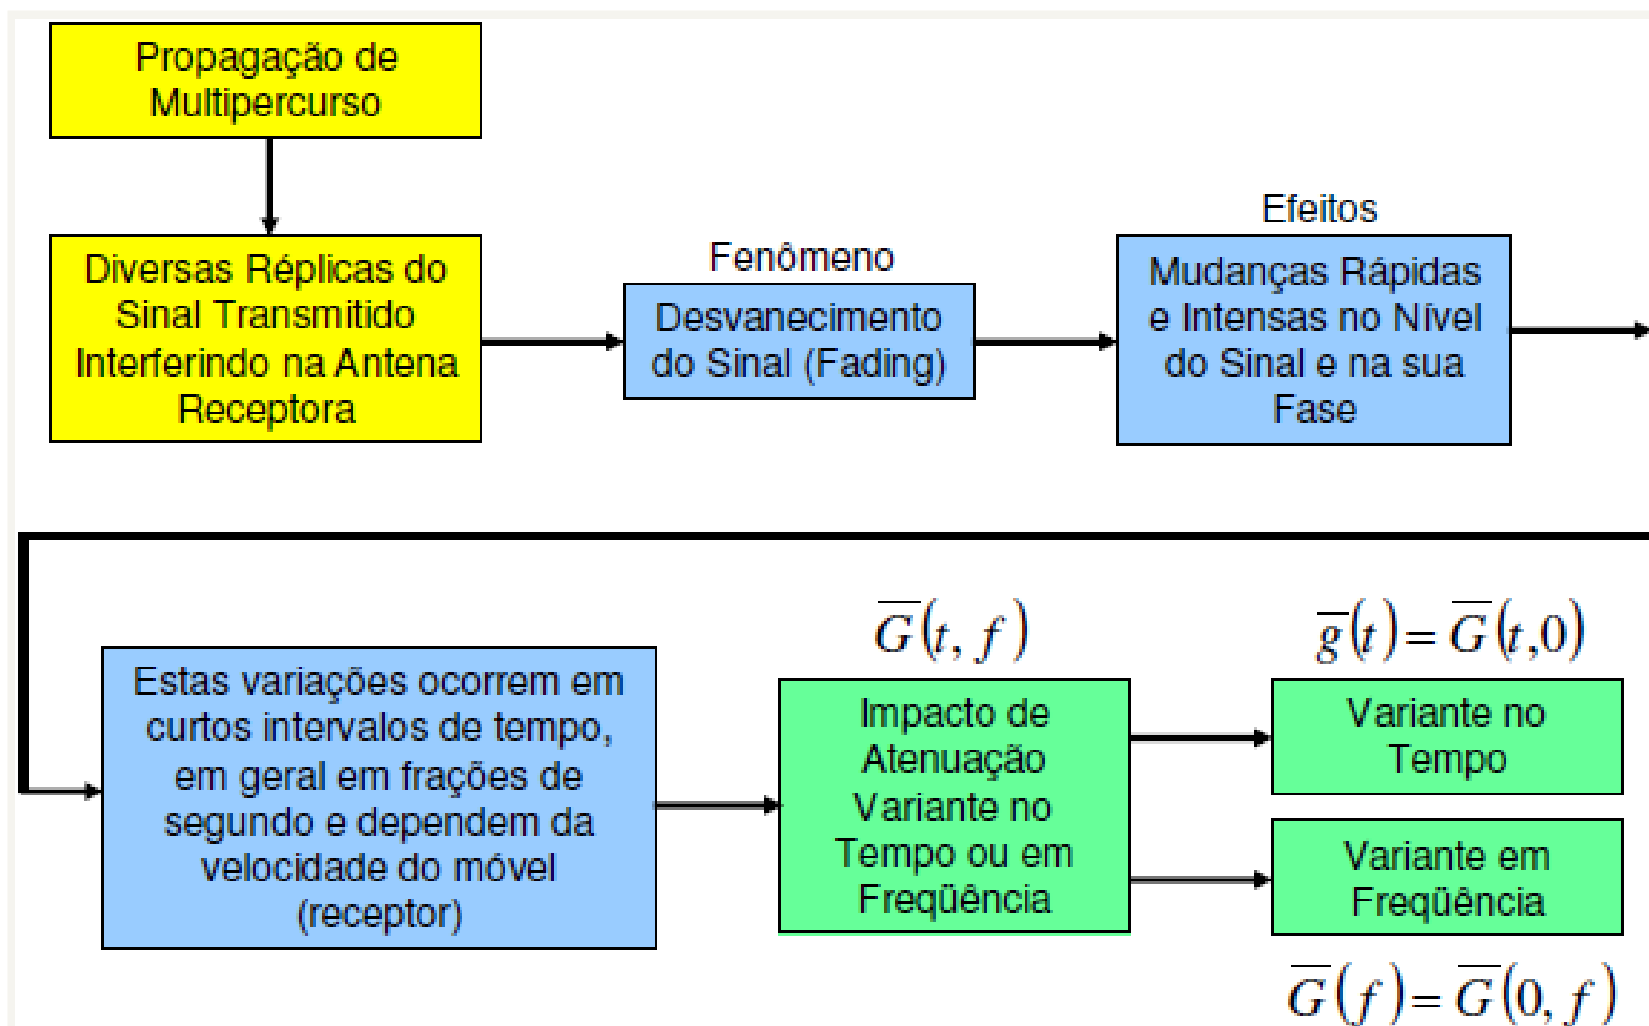 Propagação de
Multipercurso
Diversas Réplicas do
Sinal Transmitido
Interferindo na Antena
Receptora
Fenômeno
Desvanecimento
do Sinal (Fading)
Efeitos
Mudanças Rápidas
e Intensas no Nível
do Sinal e na sua
Fase
Estas variações ocorrem em
curtos intervalos de tempo,
em geral em frações de
segundo e dependem da
velocidade do móvel
(receptor)
G̅(t, f)
Impacto de
Atenuação
Variante no
Tempo ou em
Freqüência
g̅(t) = G̅(t,0)
Variante no
Tempo
Variante em
Freqüência
G̅(f) = G̅(0, f)